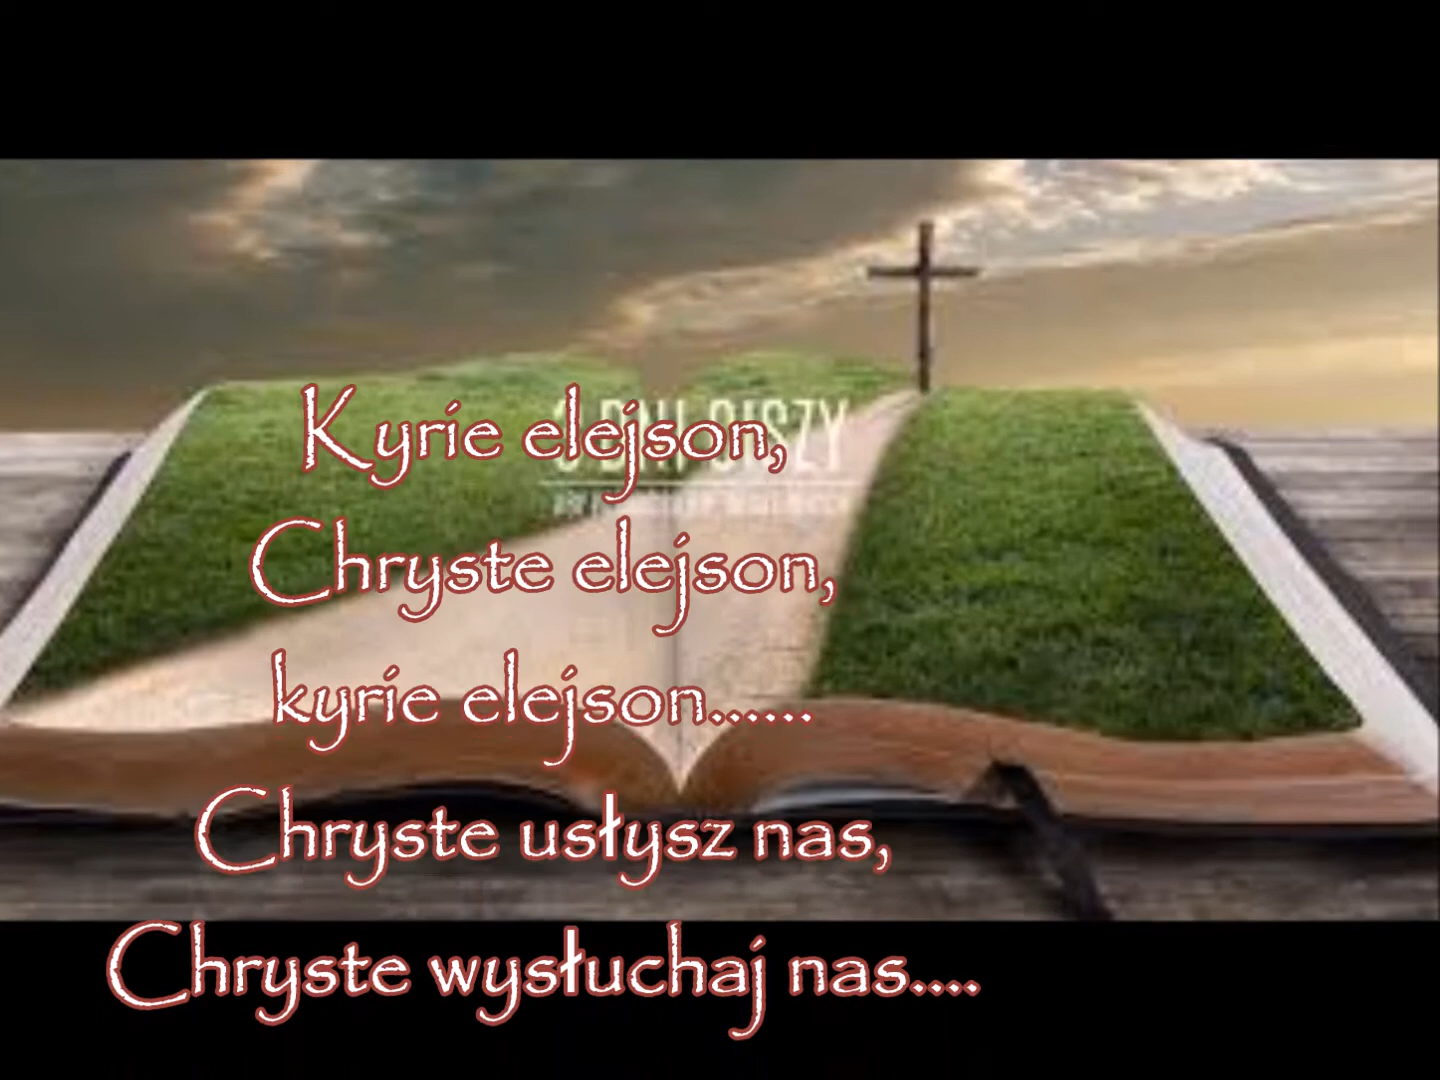 Kyrie elejson,
Chryste elejson,
kyrie elejson......
Chryste usłysz nas,
Chryste wysłuchaj nas....